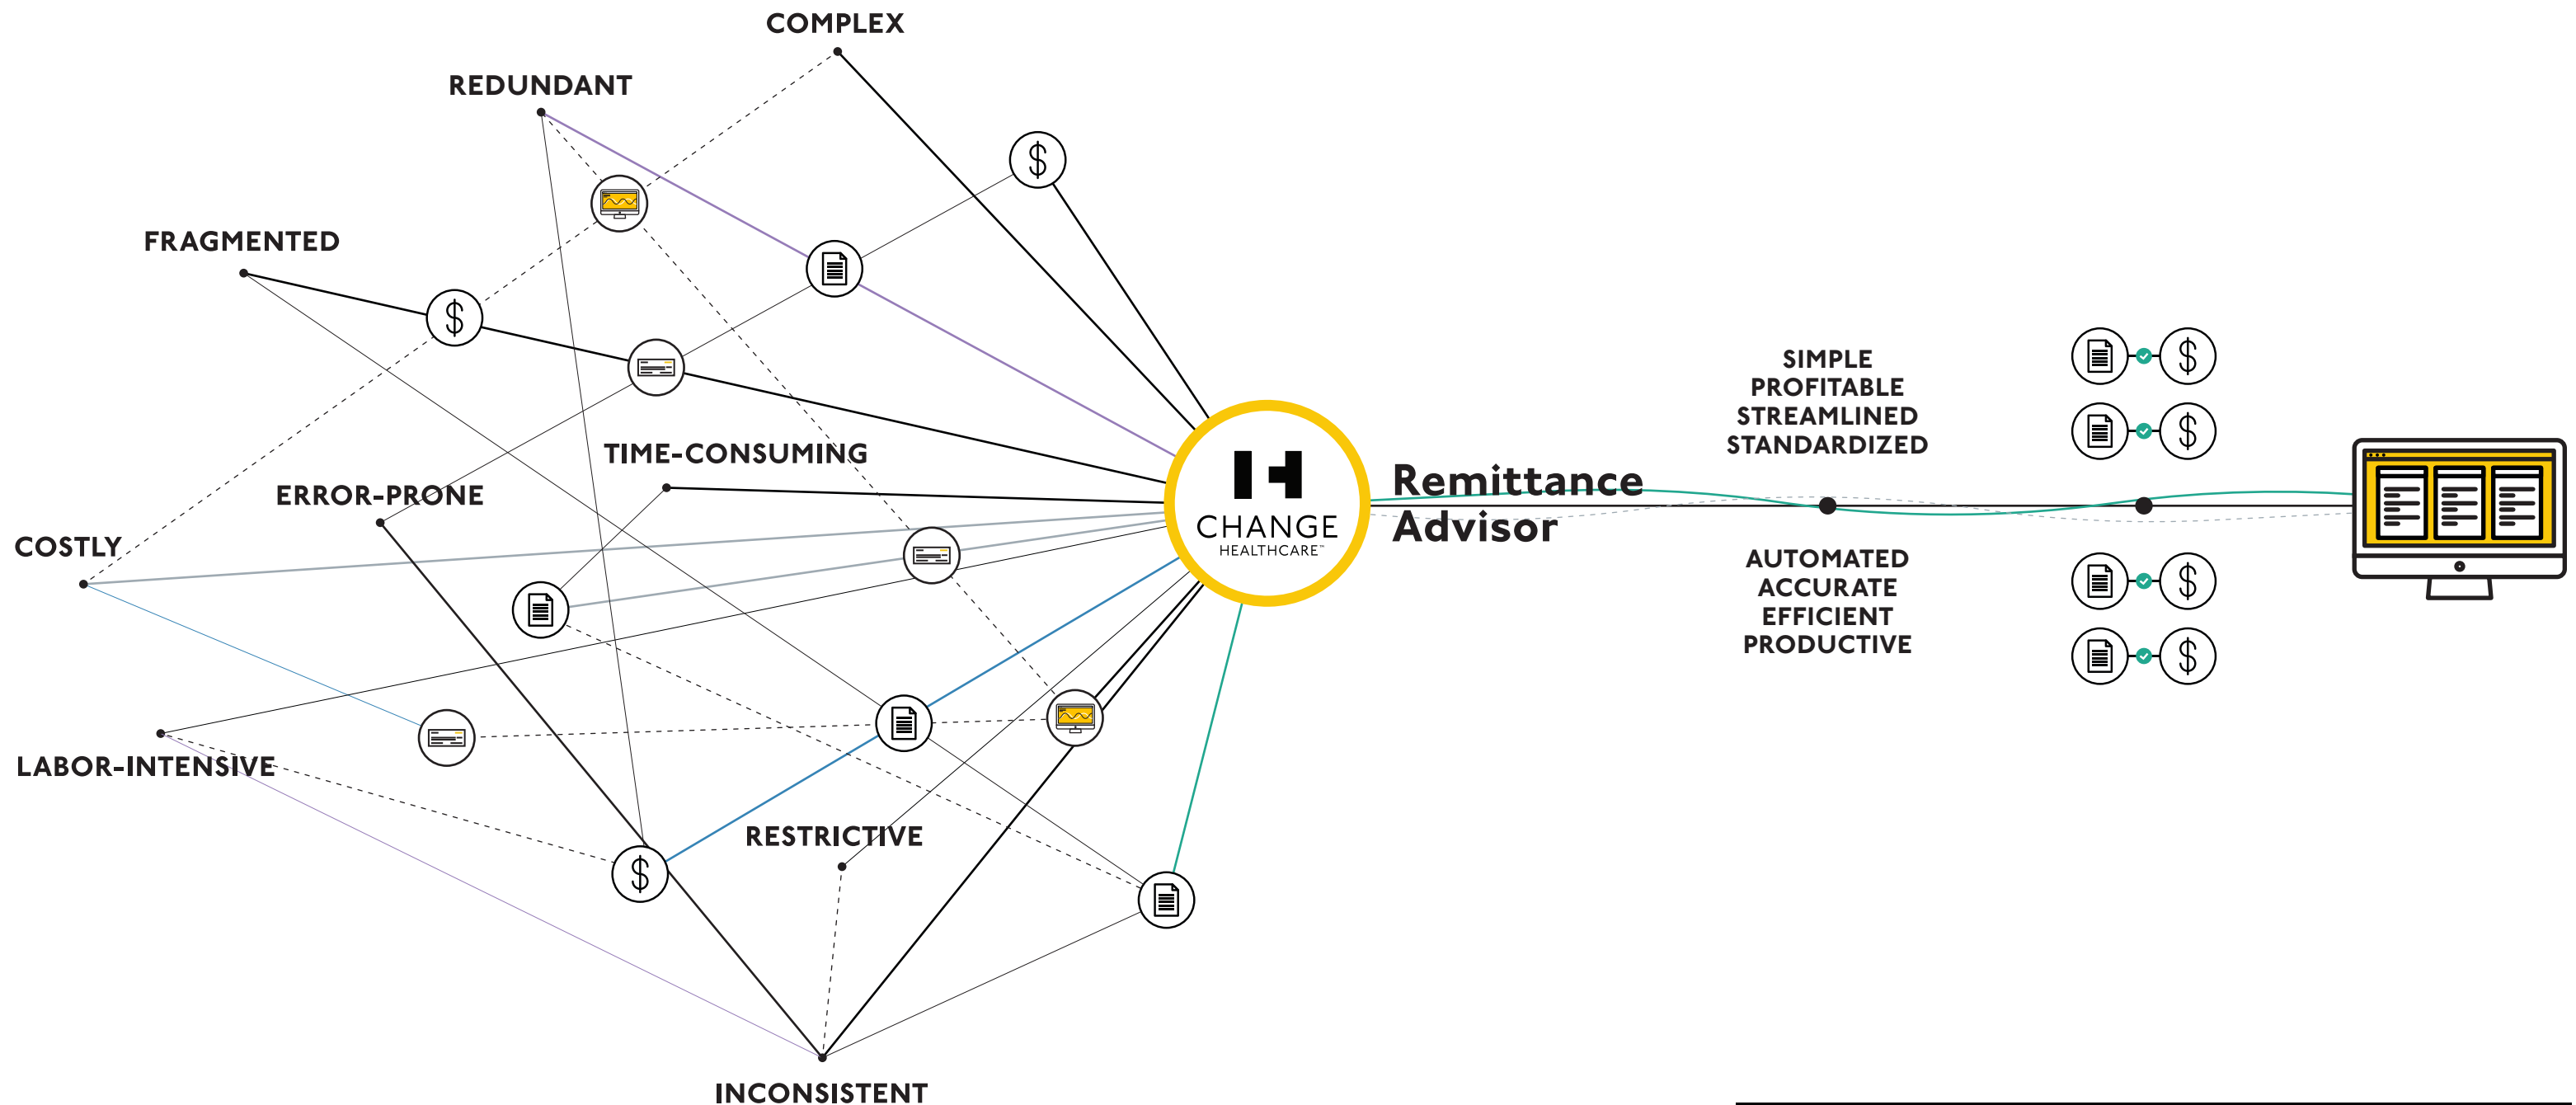 COMPLEX
REDUNDANT
FRAGMENTED
TIME-CONSUMING
ERROR-PRONE
COSTLY
LABOR-INTENSIVE
RESTRICTIVE
INCONSISTENT
CHANGE
HEALTHCARE™
Remittance
Advisor
SIMPLE
PROFITABLE
STREAMLINED
STANDARDIZED
AUTOMATED
ACCURATE
EFFICIENT
PRODUCTIVE